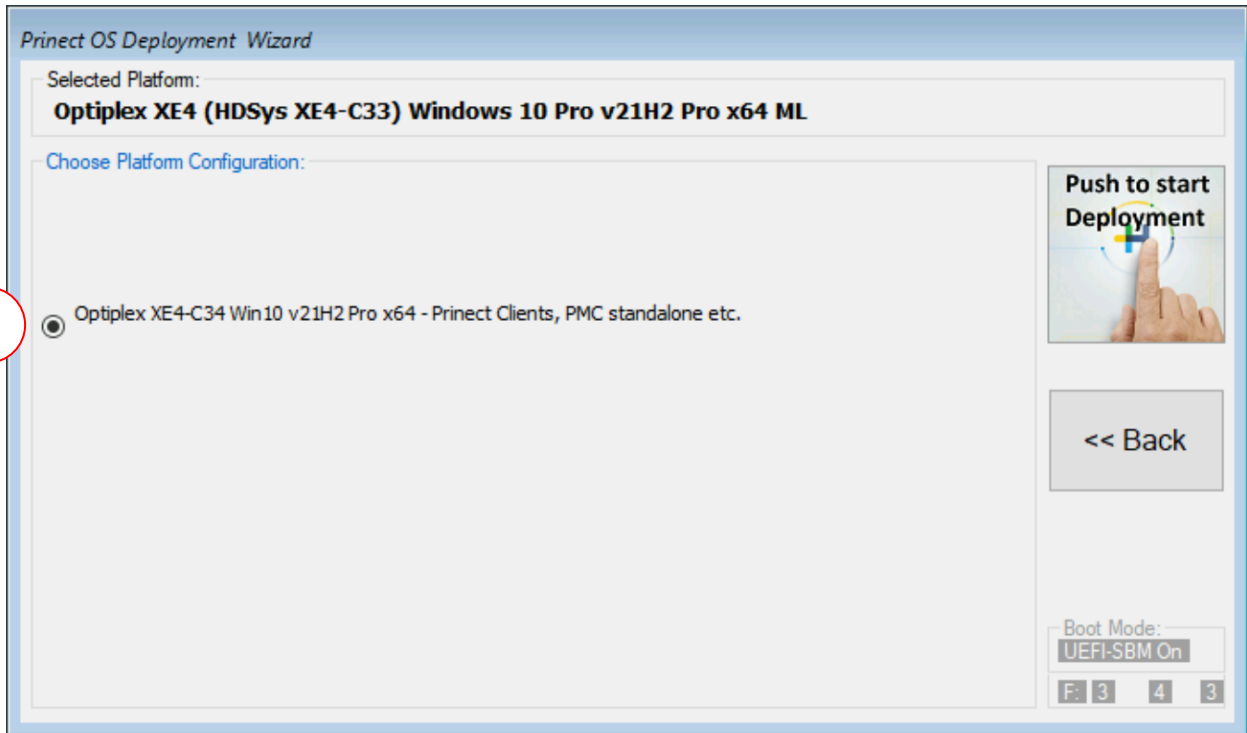 Prinect OS Deployment Wizard
Selected Platform:
Optiplex XE4 (HDSys XE4-C33) Windows 10 Pro v21H2 Pro x64 ML
Choose Platform Configuration:
Optiplex XE4-C34 Win10 v21H2 Pro x64 - Prinect Clients, PMC standalone etc.
Push to start
Deployment
<< Back
Boot Mode:
UEFI-SBM On
F: 3 4 3